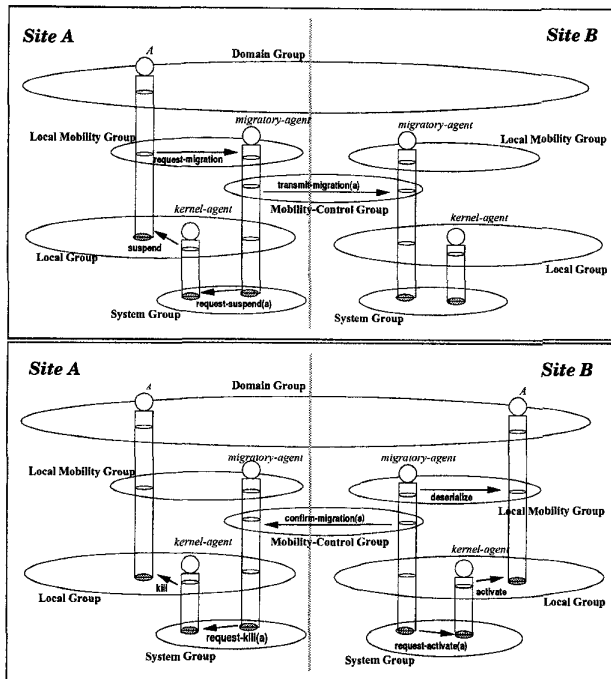 Site A
A
Site B
Domain Group
migratory-agent
migratory-agent
Local Mobility Group
Local Mobility Group
request-migration
transmit-migration(a)
Mobility-Control Group
kernel-agent
kernel-agent
suspend
Local Group
Local Group
request-suspend(a)
System Group
System Group
Site A
Site B
A
A
Domain Group
migratory-agent
migratory-agent
Local Mobility Group
deserialize
Local Mobility Group
confirm-migration(a)
Mobility-Control Group
kernel-agent
kernel-agent
kill
activate
Local Group
Local Group
request-kill(a)
request-activate(a)
System Group
System Group